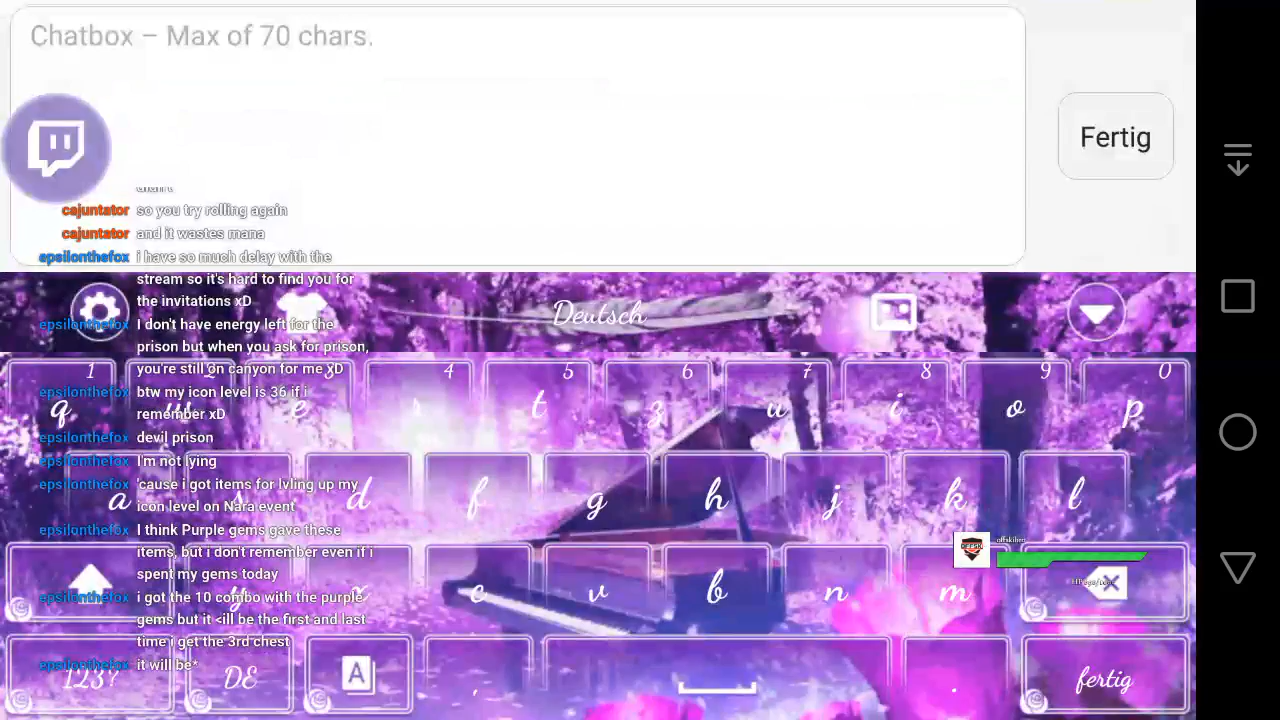 Chatbox – Max of 70 chars.
Fertig
cajuntator so you try rolling again
cajuntator and it wastes mana
epsilonthefox i have so much delay with the
stream so it's hard to find you for
the invitations xD
epsilonthefox I don't have energy left for the
prison but when you ask for prison,
you're still on canyon for me xD
epsilonthefox btw my icon level is 36 if i
remember xD
epsilonthefox devil prison
epsilonthefox I'm not lying
epsilonthefox 'cause i got items for lvling up my
icon level on Nara event
epsilonthefox I think Purple gems gave these
items, but i don't remember even if i
spent my gems today
epsilonthefox i got the 10 combo with the purple
gems but it <ill be the first and last
time i get the 3rd chest
epsilonthefox it will be*
Deutsch
1 2 3 4 5 6 7 8 9 0
q w e r t z u i o p
a s d f g h j k l
offskibro
y x c v b n m
123? DE A , . fertig